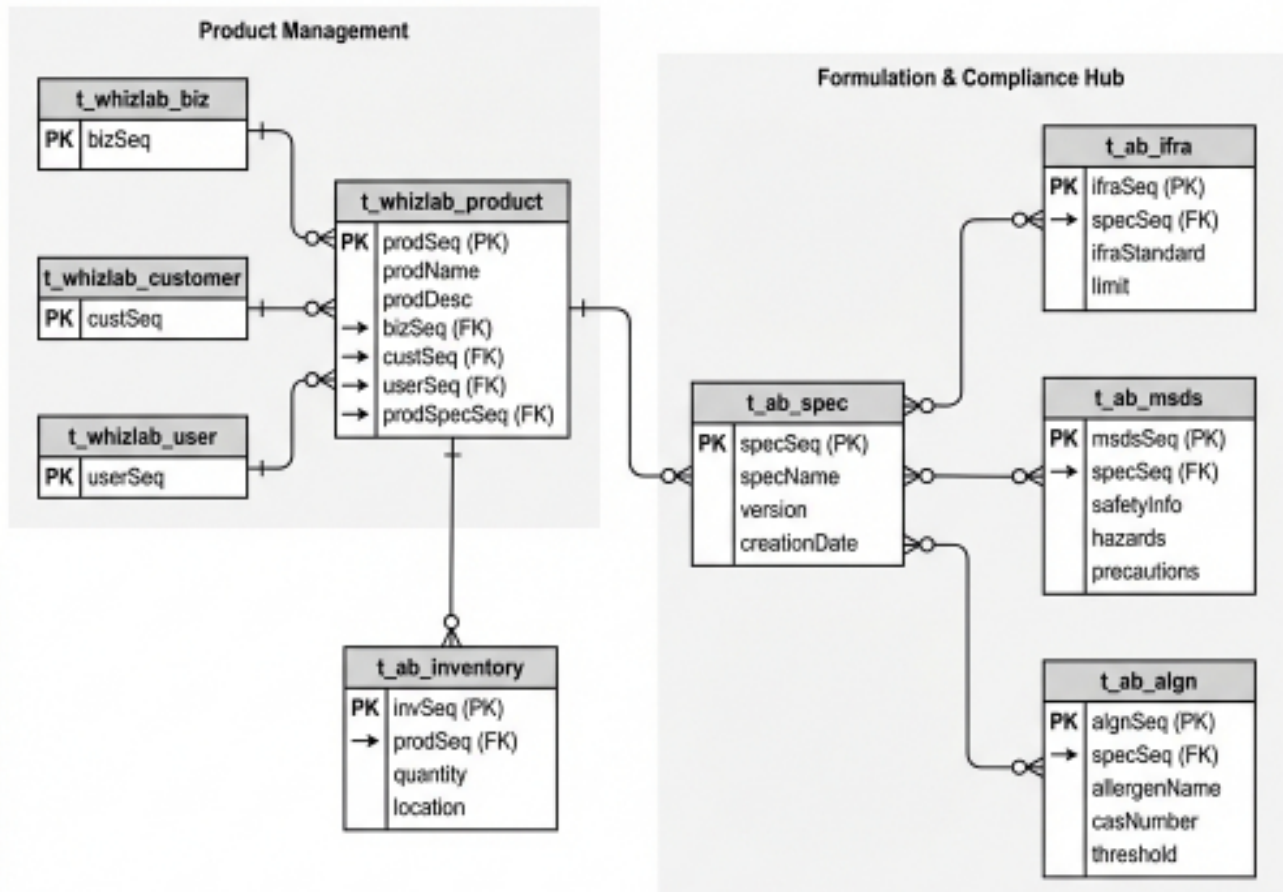 Product Management
t_whizlab_biz
PK bizSeq
t_whizlab_customer
PK custSeq
t_whizlab_user
PK userSeq
t_whizlab_product
PK prodSeq (PK)
prodName
prodDesc
→ bizSeq (FK)
→ custSeq (FK)
→ userSeq (FK)
→ prodSpecSeq (FK)
t_ab_inventory
PK invSeq (PK)
→ prodSeq (FK)
quantity
location
Formulation & Compliance Hub
t_ab_spec
PK specSeq (PK)
specName
version
creationDate
t_ab_ifra
PK ifraSeq (PK)
→ specSeq (FK)
ifraStandard
limit
t_ab_msds
PK msdsSeq (PK)
→ specSeq (FK)
safetyInfo
hazards
precautions
t_ab_algn
PK algnSeq (PK)
→ specSeq (FK)
allergenName
casNumber
threshold